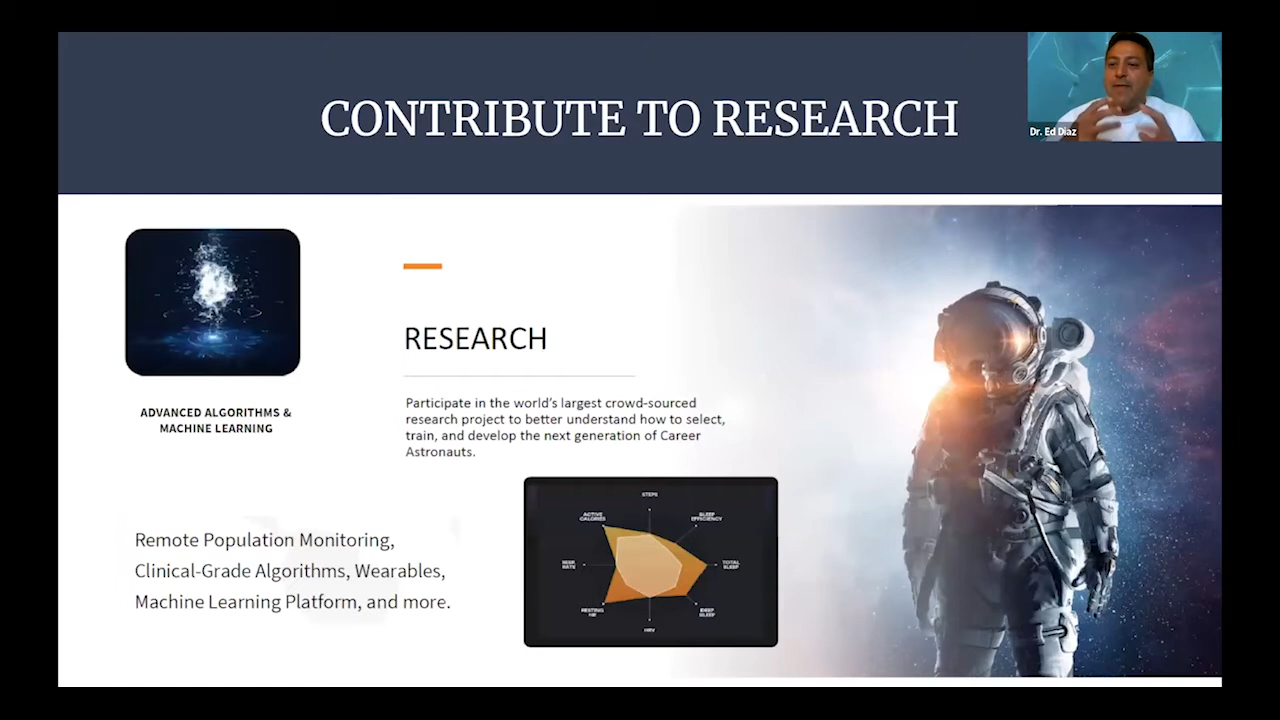 CONTRIBUTE TO RESEARCH
Dr. Ed Diaz
RESEARCH
Participate in the world's largest crowd-sourced
research project to better understand how to select,
train, and develop the next generation of Career
Astronauts.
ADVANCED ALGORITHMS &
MACHINE LEARNING
Remote Population Monitoring,
Clinical-Grade Algorithms, Wearables,
Machine Learning Platform, and more.
STEPS
ACTIVE
CALORIES
SLEEP
EFFICIENCY
RESP.
RATE
TOTAL
SLEEP
RESTING
HR
DEEP
SLEEP
HRV